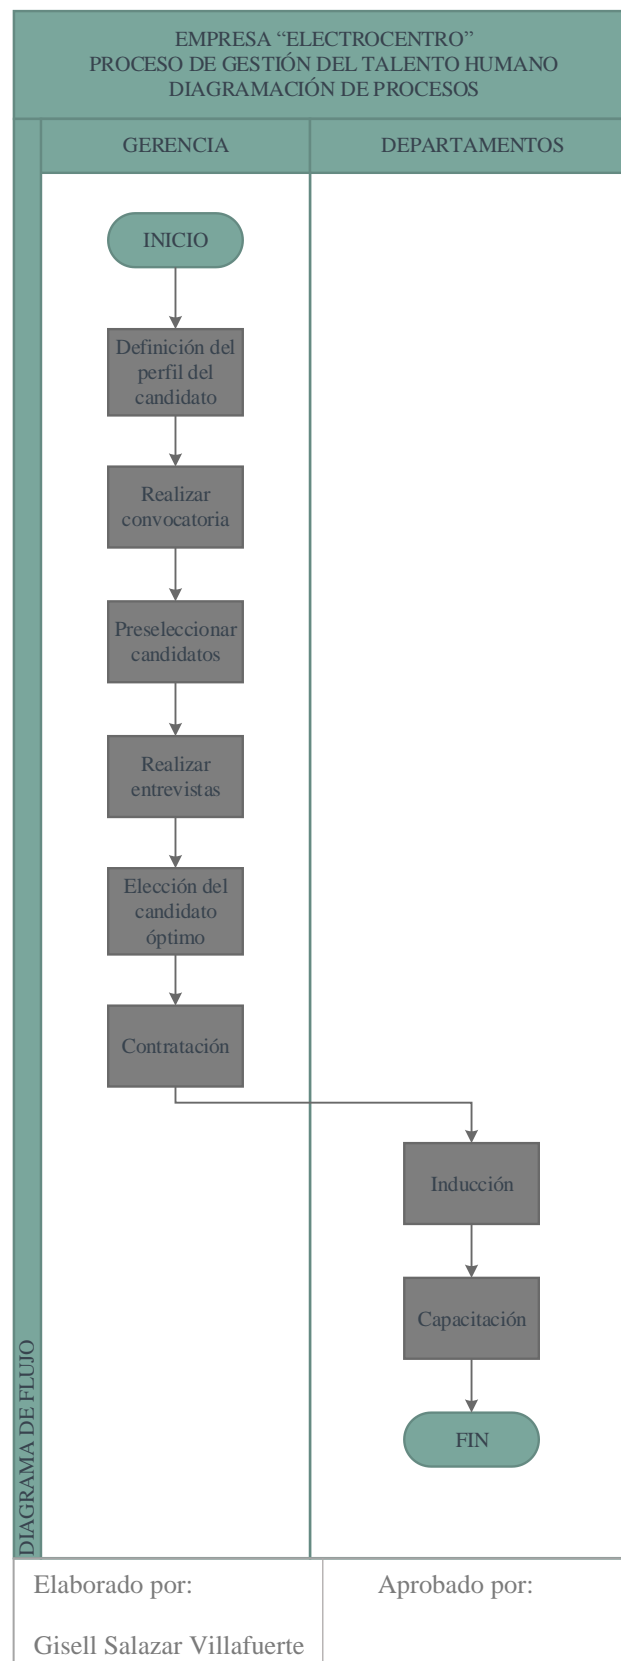 EMPRESA “ELECTROCENTRO”
PROCESO DE GESTIÓN DEL TALENTO HUMANO
DIAGRAMACIÓN DE PROCESOS
GERENCIA
DEPARTAMENTOS
INICIO
Definición del
perfil del
candidato
Realizar
convocatoria
Preseleccionar
candidatos
Realizar
entrevistas
Elección del
candidato
óptimo
Contratación
Inducción
Capacitación
FIN
DIAGRAMA DE FLUJO
Elaborado por:
Gisell Salazar Villafuerte
Aprobado por: